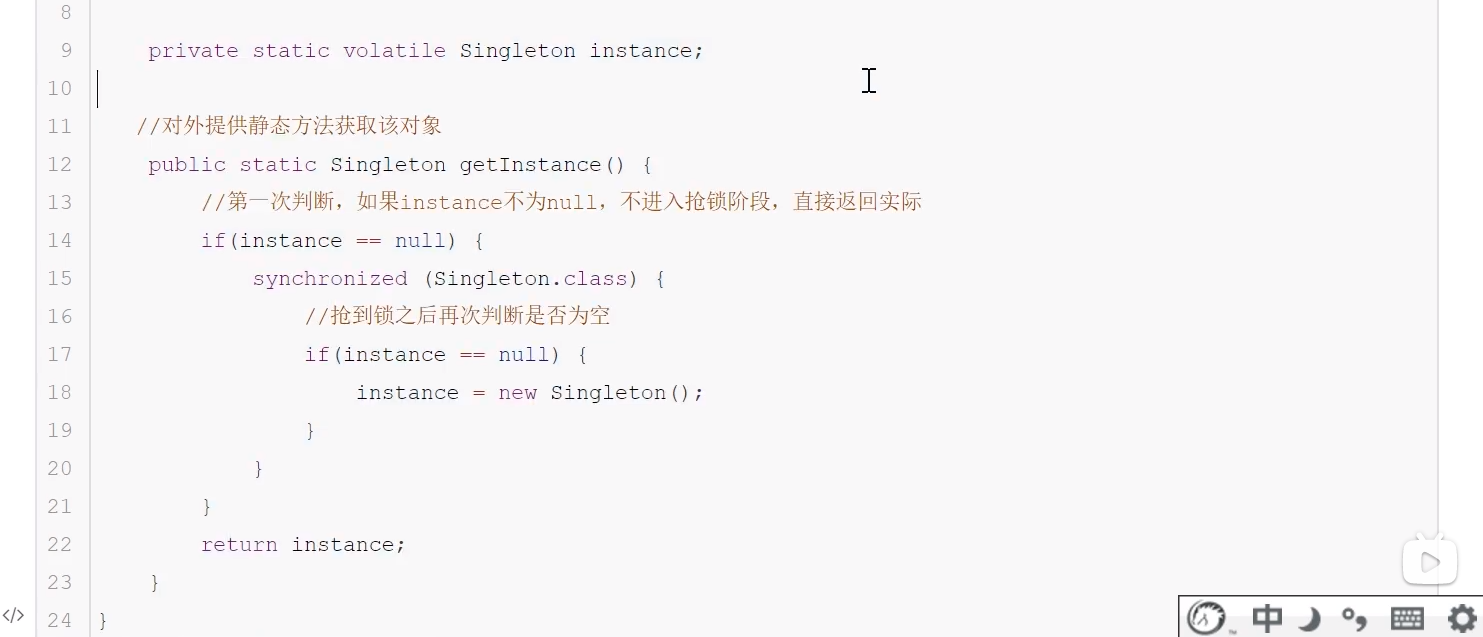 8
9 private static volatile Singleton instance;
10
11 //对外提供静态方法获取该对象
12 public static Singleton getInstance() {
13 //第一次判断，如果instance不为null，不进入抢锁阶段，直接返回实际
14 if(instance == null) {
15 synchronized (Singleton.class) {
16 //抢到锁之后再次判断是否为空
17 if(instance == null) {
18 instance = new Singleton();
19 }
20 }
21 }
22 return instance;
23 }
</> 24 }
中